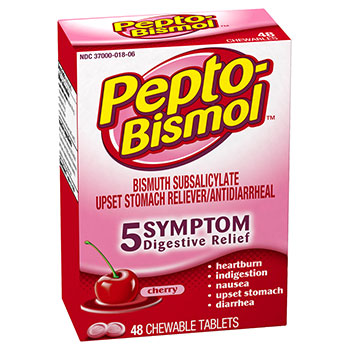 48
CHEWABLES
NDC 37000-018-06
Pepto-
Bismol™
BISMUTH SUBSALICYLATE
UPSET STOMACH RELIEVER/ANTIDIARRHEAL
5 SYMPTOM
Digestive Relief
cherry
• heartburn
• indigestion
• nausea
• upset stomach
• diarrhea
48 CHEWABLE TABLETS